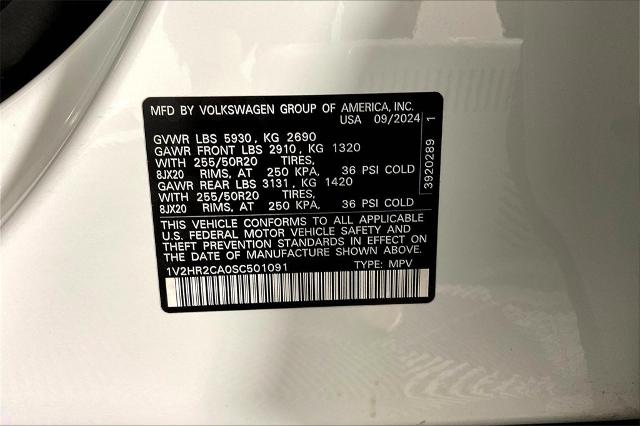 MFD BY VOLKSWAGEN GROUP OF AMERICA, INC.
USA 09/2024
GVWR LBS 5930, KG 2690
GAWR FRONT LBS 2910, KG 1320
WITH 255/50R20 TIRES,
8JX20 RIMS, AT 250 KPA, 36 PSI COLD
GAWR REAR LBS 3131, KG 1420
WITH 255/50R20 TIRES,
8JX20 RIMS, AT 250 KPA, 36 PSI COLD
THIS VEHICLE CONFORMS TO ALL APPLICABLE
U.S. FEDERAL MOTOR VEHICLE SAFETY AND
THEFT PREVENTION STANDARDS IN EFFECT ON
THE DATE OF MANUFACTURE SHOWN ABOVE.
1V2HR2CA0SC501091 TYPE: MPV
3920289 1